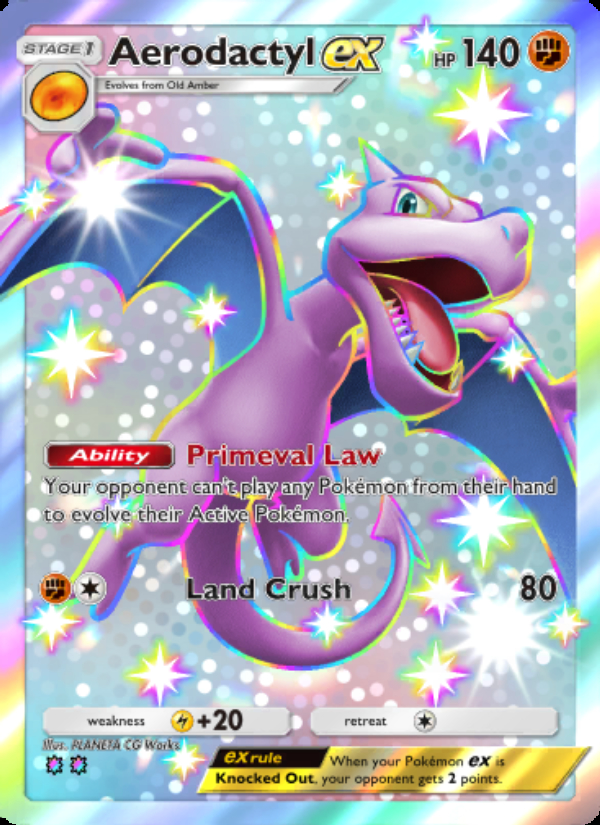 STAGE 1 Aerodactyl ex HP 140
Evolves from Old Amber
Ability Primeval Law
Your opponent can't play any Pokémon from their hand
to evolve their Active Pokémon.
Land Crush 80
weakness +20 retreat
Illus. PLANETA CG Works
ex rule When your Pokémon ex is
Knocked Out, your opponent gets 2 points.